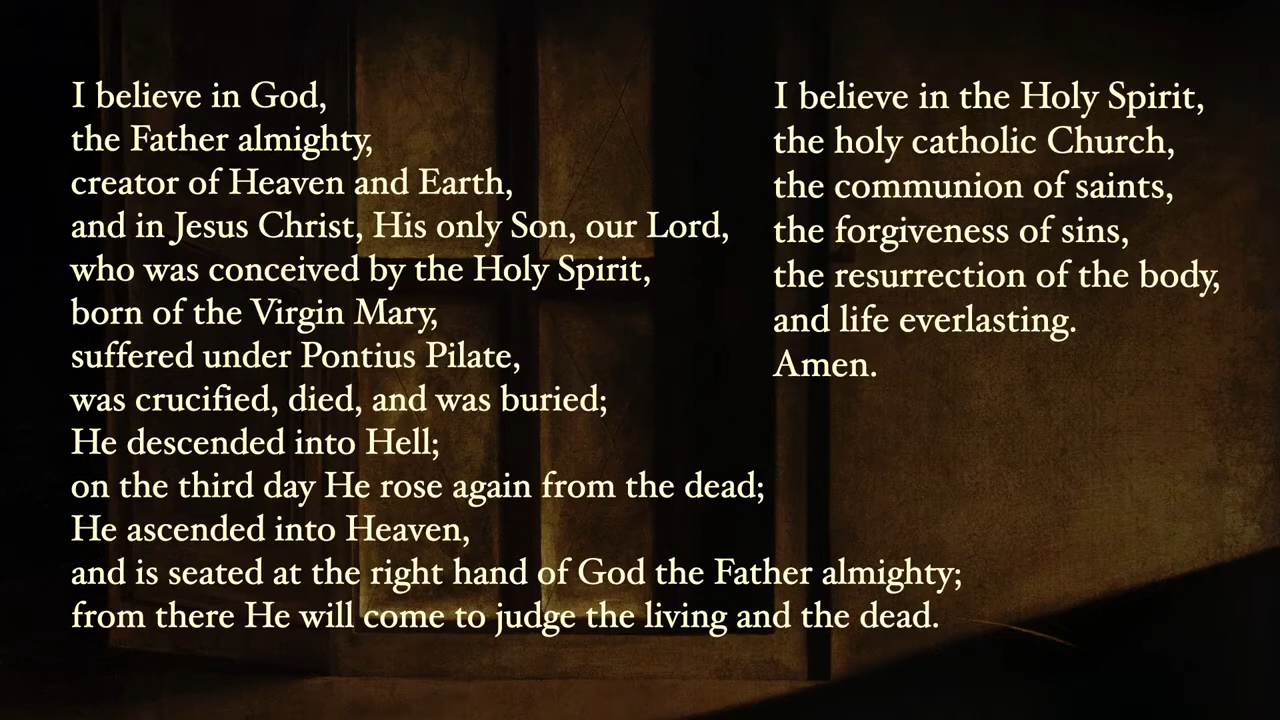 I believe in God,
the Father almighty,
creator of Heaven and Earth,
and in Jesus Christ, His only Son, our Lord,
who was conceived by the Holy Spirit,
born of the Virgin Mary,
suffered under Pontius Pilate,
was crucified, died, and was buried;
He descended into Hell;
on the third day He rose again from the dead;
He ascended into Heaven,
and is seated at the right hand of God the Father almighty;
from there He will come to judge the living and the dead.
I believe in the Holy Spirit,
the holy catholic Church,
the communion of saints,
the forgiveness of sins,
the resurrection of the body,
and life everlasting.
Amen.